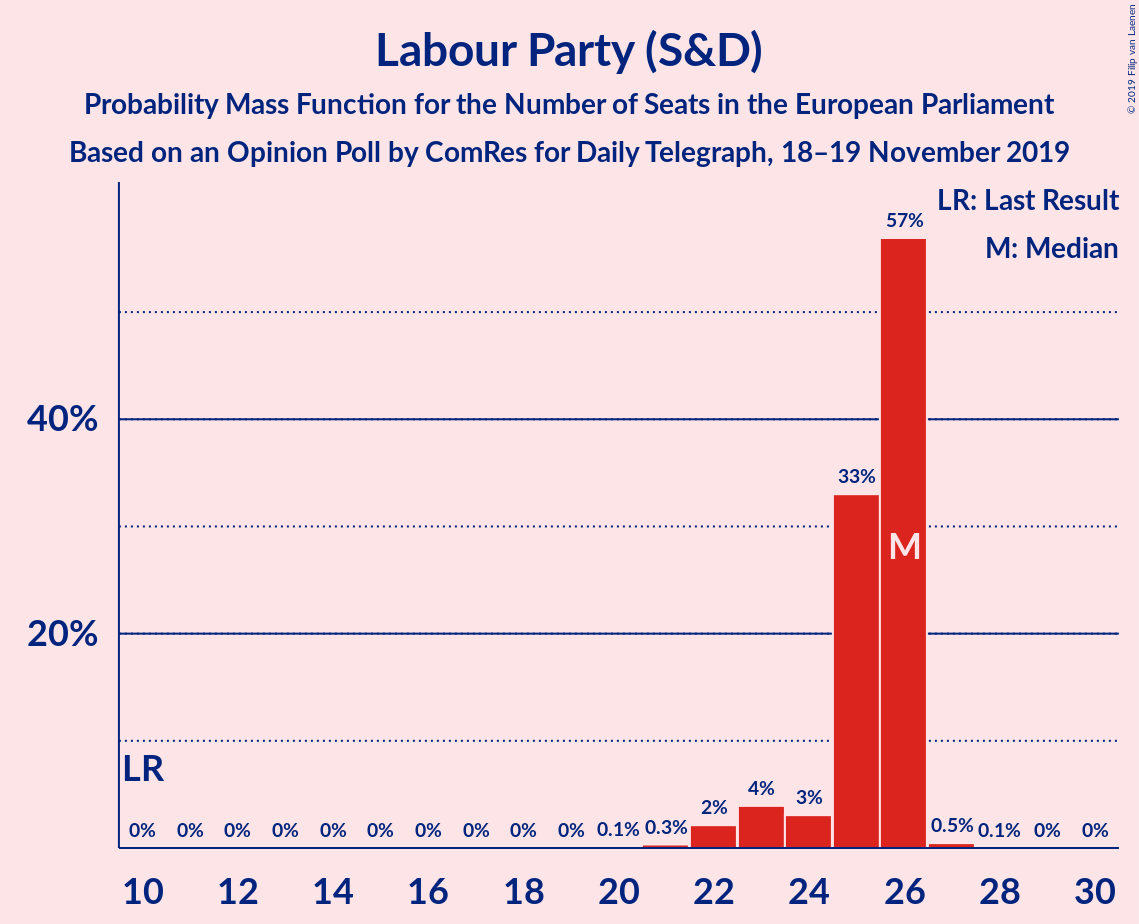 © 2019 Filip van Laenen
Labour Party (S&D)
Probability Mass Function for the Number of Seats in the European Parliament
Based on an Opinion Poll by ComRes for Daily Telegraph, 18–19 November 2019
LR: Last Result
M: Median
57%
40%
33%
M
20%
LR
0% 0% 0% 0% 0% 0% 0% 0% 0% 0% 0.1% 0.3% 2% 4% 3% 0.5% 0.1% 0% 0%
10 12 14 16 18 20 22 24 26 28 30